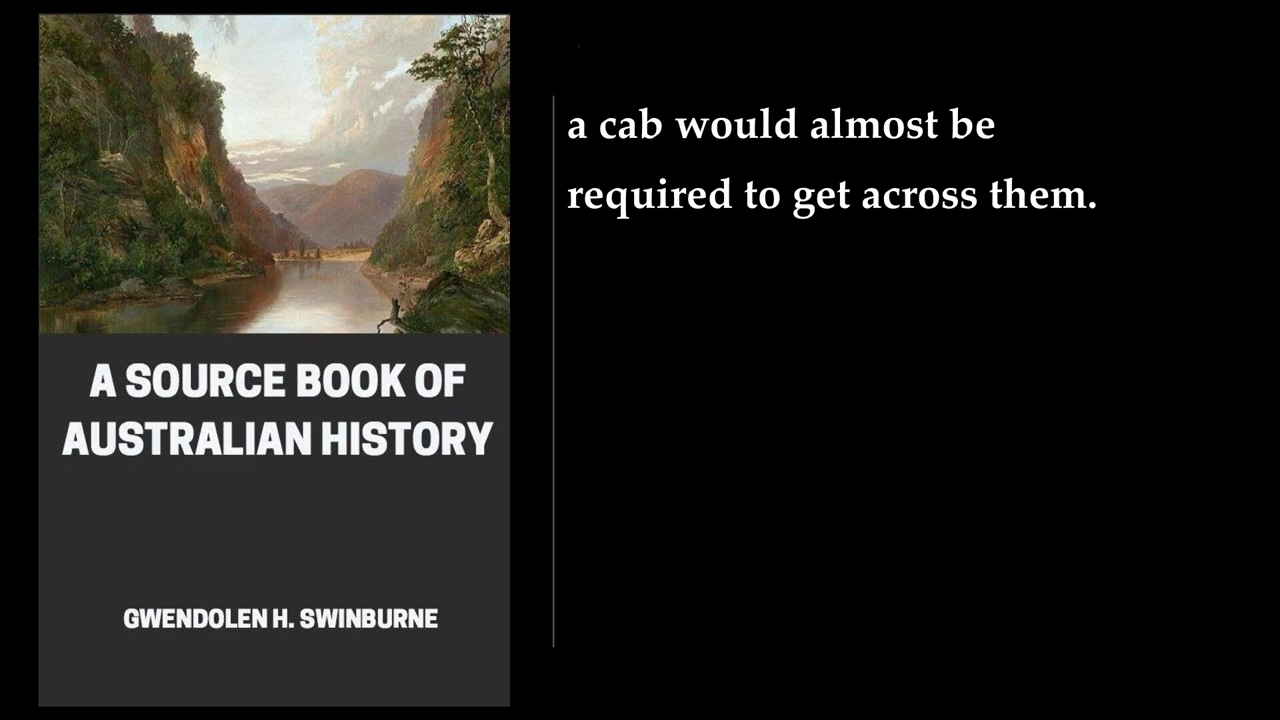 A SOURCE BOOK OF
AUSTRALIAN HISTORY
GWENDOLEN H. SWINBURNE
a cab would almost be
required to get across them.